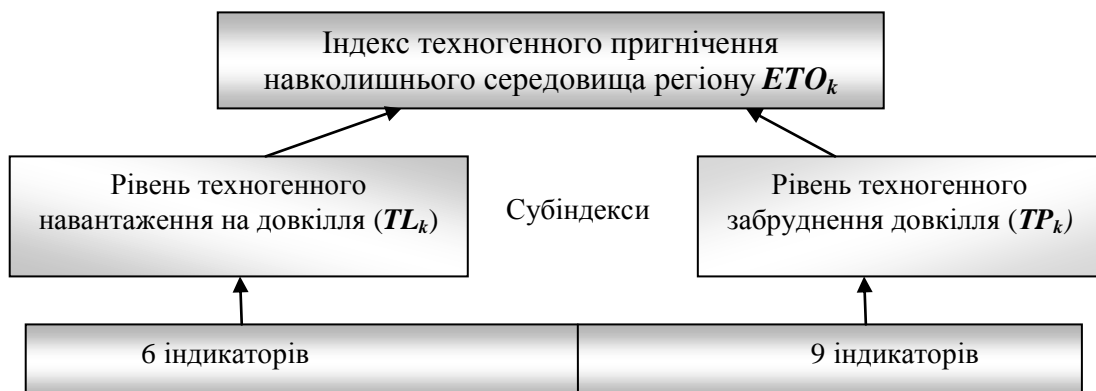 Індекс техногенного пригнічення
навколишнього середовища регіону ETOk
Рівень техногенного
навантаження на довкілля (TLk)
Субіндекси
Рівень техногенного
забруднення довкілля (TPk)
6 індикаторів
9 індикаторів